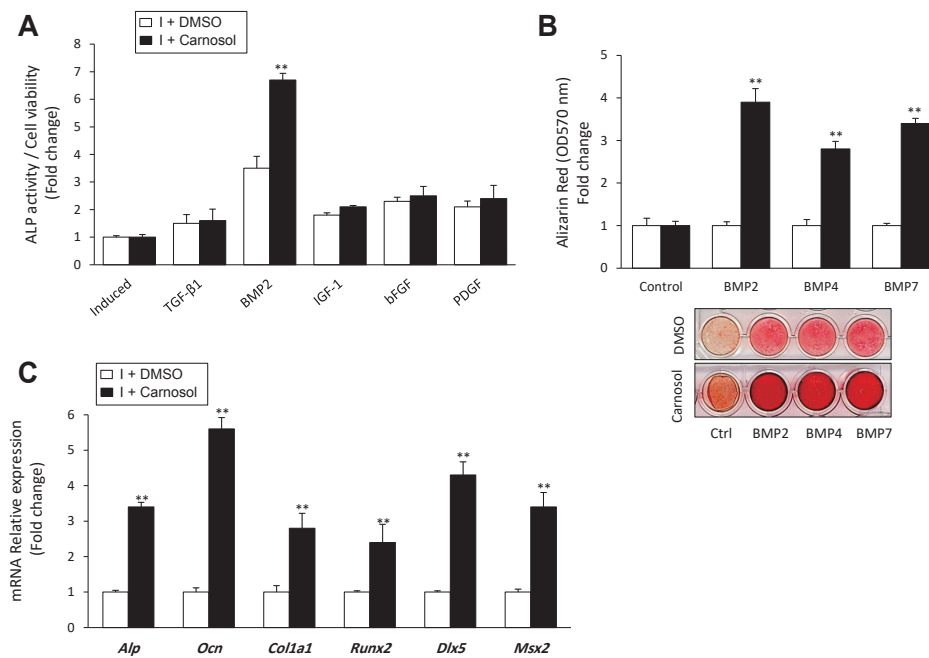 A
I + DMSO
I + Carnosol
ALP activity / Cell viability
(Fold change)
8
7
6
5
4
3
2
1
0
**
Induced
TGF-β1
BMP2
IGF-1
bFGF
PDGF
B
Alizarin Red (OD570 nm)
Fold change
5
4
3
2
1
0
**
**
**
Control
BMP2
BMP4
BMP7
DMSO
Carnosol
Ctrl
BMP2
BMP4
BMP7
C
I + DMSO
I + Carnosol
mRNA Relative expression
(Fold change)
6
5
4
3
2
1
0
**
**
**
**
**
**
Alp
Ocn
Col1a1
Runx2
Dlx5
Msx2